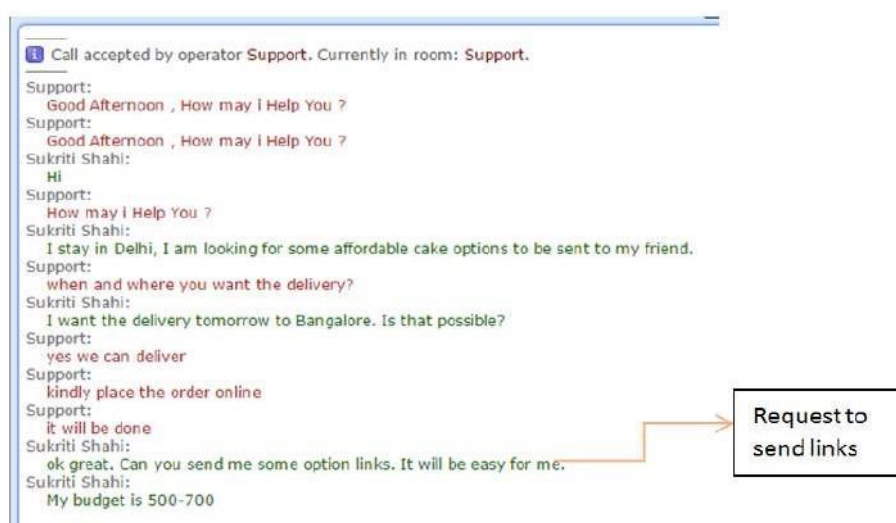 Call accepted by operator Support. Currently in room: Support.
Support:
Good Afternoon , How may i Help You ?
Support:
Good Afternoon , How may i Help You ?
Sukriti Shahi:
Hi
Support:
How may i Help You ?
Sukriti Shahi:
I stay in Delhi, I am looking for some affordable cake options to be sent to my friend.
Support:
when and where you want the delivery?
Sukriti Shahi:
I want the delivery tomorrow to Bangalore. Is that possible?
Support:
yes we can deliver
Support:
kindly place the order online
Support:
it will be done
Sukriti Shahi:
ok great. Can you send me some option links. It will be easy for me.
Sukriti Shahi:
My budget is 500-700
Request to
send links